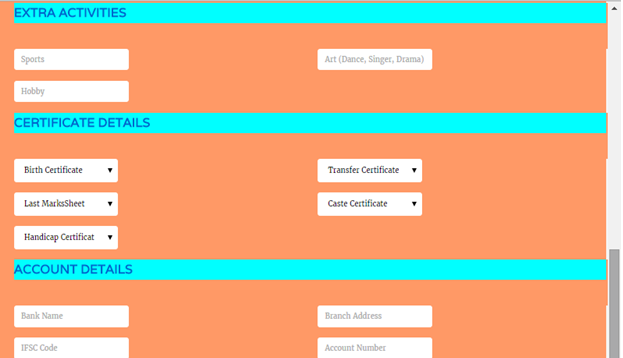 EXTRA ACTIVITIES
Sports Art (Dance, Singer, Drama)
Hobby
CERTIFICATE DETAILS
Birth Certificate Transfer Certificate
Last MarksSheet Caste Certificate
Handicap Certificat
ACCOUNT DETAILS
Bank Name Branch Address
IFSC Code Account Number